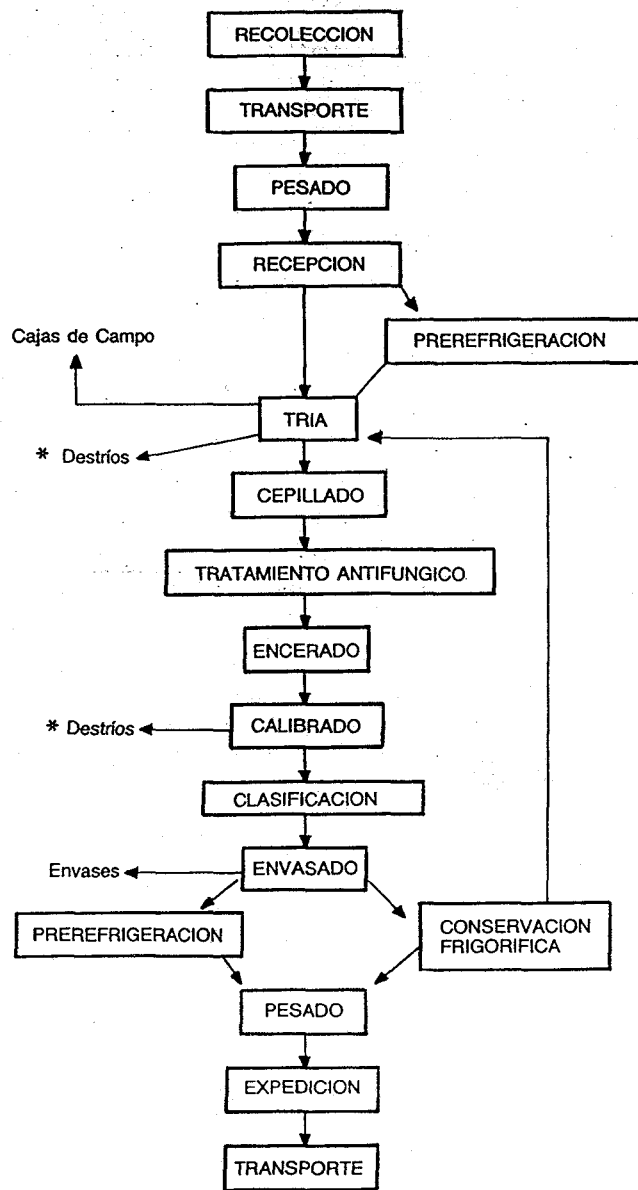 RECOLECCION
TRANSPORTE
PESADO
RECEPCION
Cajas de Campo
PREREFRIGERACION
TRIA
* Destríos
CEPILLADO
TRATAMIENTO ANTIFUNGICO
ENCERADO
* Destríos
CALIBRADO
CLASIFICACION
Envases
ENVASADO
PREREFRIGERACION
CONSERVACION
FRIGORIFICA
PESADO
EXPEDICION
TRANSPORTE